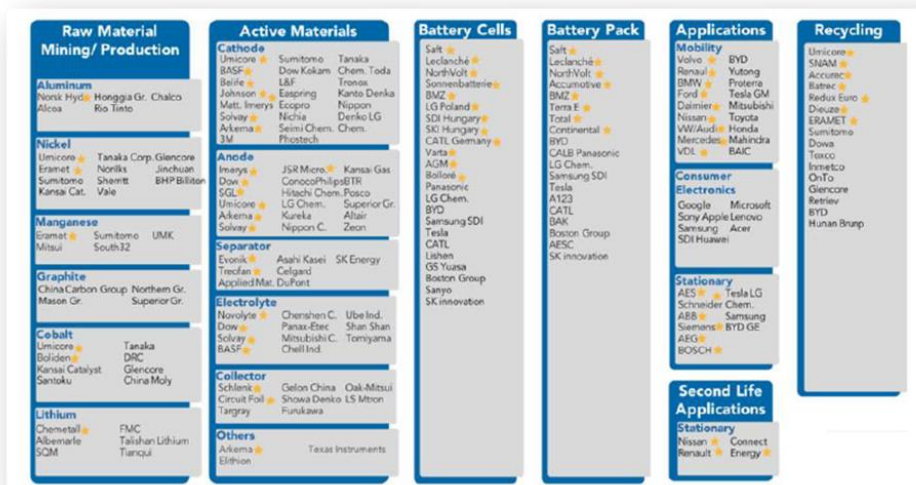 Raw Material
Mining/ Production
Aluminum
Norsk Hyd Honggia Gr. Chalco
Alcoa Rio Tinto
Nickel
Umicore Tanaka Corp. Glencore
Eramet Norilks Jinchuan
Sumitomo Sherritt BHP Billiton
Kansai Cat. Vale
Manganese
Eramet Sumitomo UMK
Mitsui South32
Graphite
China Carbon Group Northern Gr.
Mason Gr. Superior Gr.
Cobalt
Umicore Tanaka
Boliden DRC
Kansai Catalyst Glencore
Santoku China Moly
Lithium
Chemetall FMC
Albemarle Talishan Lithium
SQM Tianqui
Active Materials
Cathode
Umicore Sumitomo Tanaka
BASF Dow Kokam Chem. Toda
Belife L&F Tronox
Johnson Easpring Kanto Denka
Matt. Imerys Ecopro Nippon
Solvay Nichia Denko LG
Arkema Seimi Chem. Chem.
3M Phostech
Anode
Imerys JSR Micro. Kansai Gas
Dow ConocoPhilips BTR
SGL Hitachi Chem. Posco
Umicore LG Chem. Superior Gr.
Arkema Kureka Altair
Solvay Nippon C. Zeon
Separator
Evonik Asahi Kasei SK Energy
Treofan Celgard
Applied Mat. DuPont
Electrolyte
Novolyte Chenshen C. Ube Ind.
Dow Panax-Etec Shan Shan
Solvay Mitsubishi C. Tomiyama
BASF Cheil Ind.
Collector
Schlenk Gelon China Oak-Mitsui
Circuit Foil Showa Denko LS Mtron
Targray Furukawa
Others
Arkema Texas Instruments
Elithion
Battery Cells
Saft
Leclanché
NorthVolt
Sonnenbatterie
BMZ
LG Poland
SDI Hungary
SKI Hungary
CATL Germany
Varta
AGM
Bolloré
Panasonic
LG Chem.
BYD
Samsung SDI
Tesla
CATL
Lishen
GS Yuasa
Boston Group
Sanyo
SK innovation
Battery Pack
Saft
Leclanché
NorthVolt
Accumotive
BMZ
Terra E
Total
Continental
BYD
CALB Panasonic
LG Chem.
Samsung SDI
Tesla
A123
CATL
BAK
Boston Group
AESC
SK innovation
Applications
Mobility
Volvo BYD
Renaul Yutong
BMW Proterra
Ford Tesla GM
Daimler Mitsubishi
Nissan Toyota
VW/Audi Honda
Mercedes Mahindra
VDL BAIC
Consumer
Electronics
Google Microsoft
Sony Apple Lenovo
Samsung Acer
SDI Huawei
Stationary
AES Tesla LG
Schneider Chem.
ABB Samsung
Siemens BYD GE
AEG
BOSCH
Second Life
Applications
Stationary
Nissan Connect
Renault Energy
Recycling
Umicore
SNAM
Accurec
Batrec
Redux Euro
Dieuze
ERAMET
Sumitomo
Dowa
Toxco
Inmetco
OnTo
Glencore
Retriev
BYD
Hunan Brunp